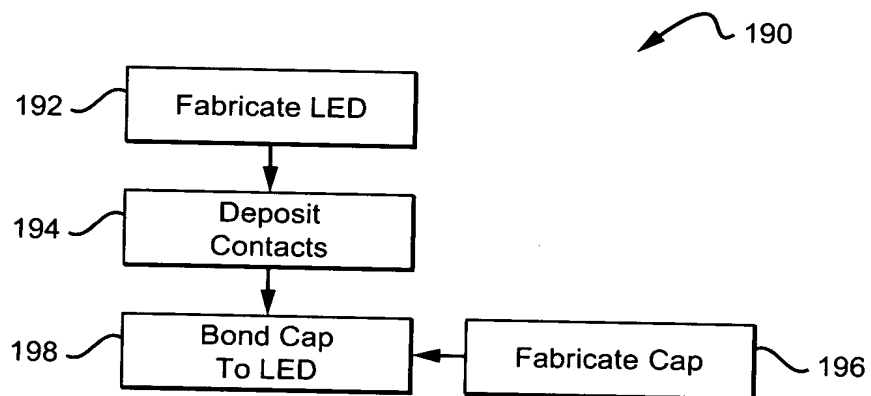 190
192
Fabricate LED
194
Deposit
Contacts
198
Bond Cap
To LED
Fabricate Cap
196